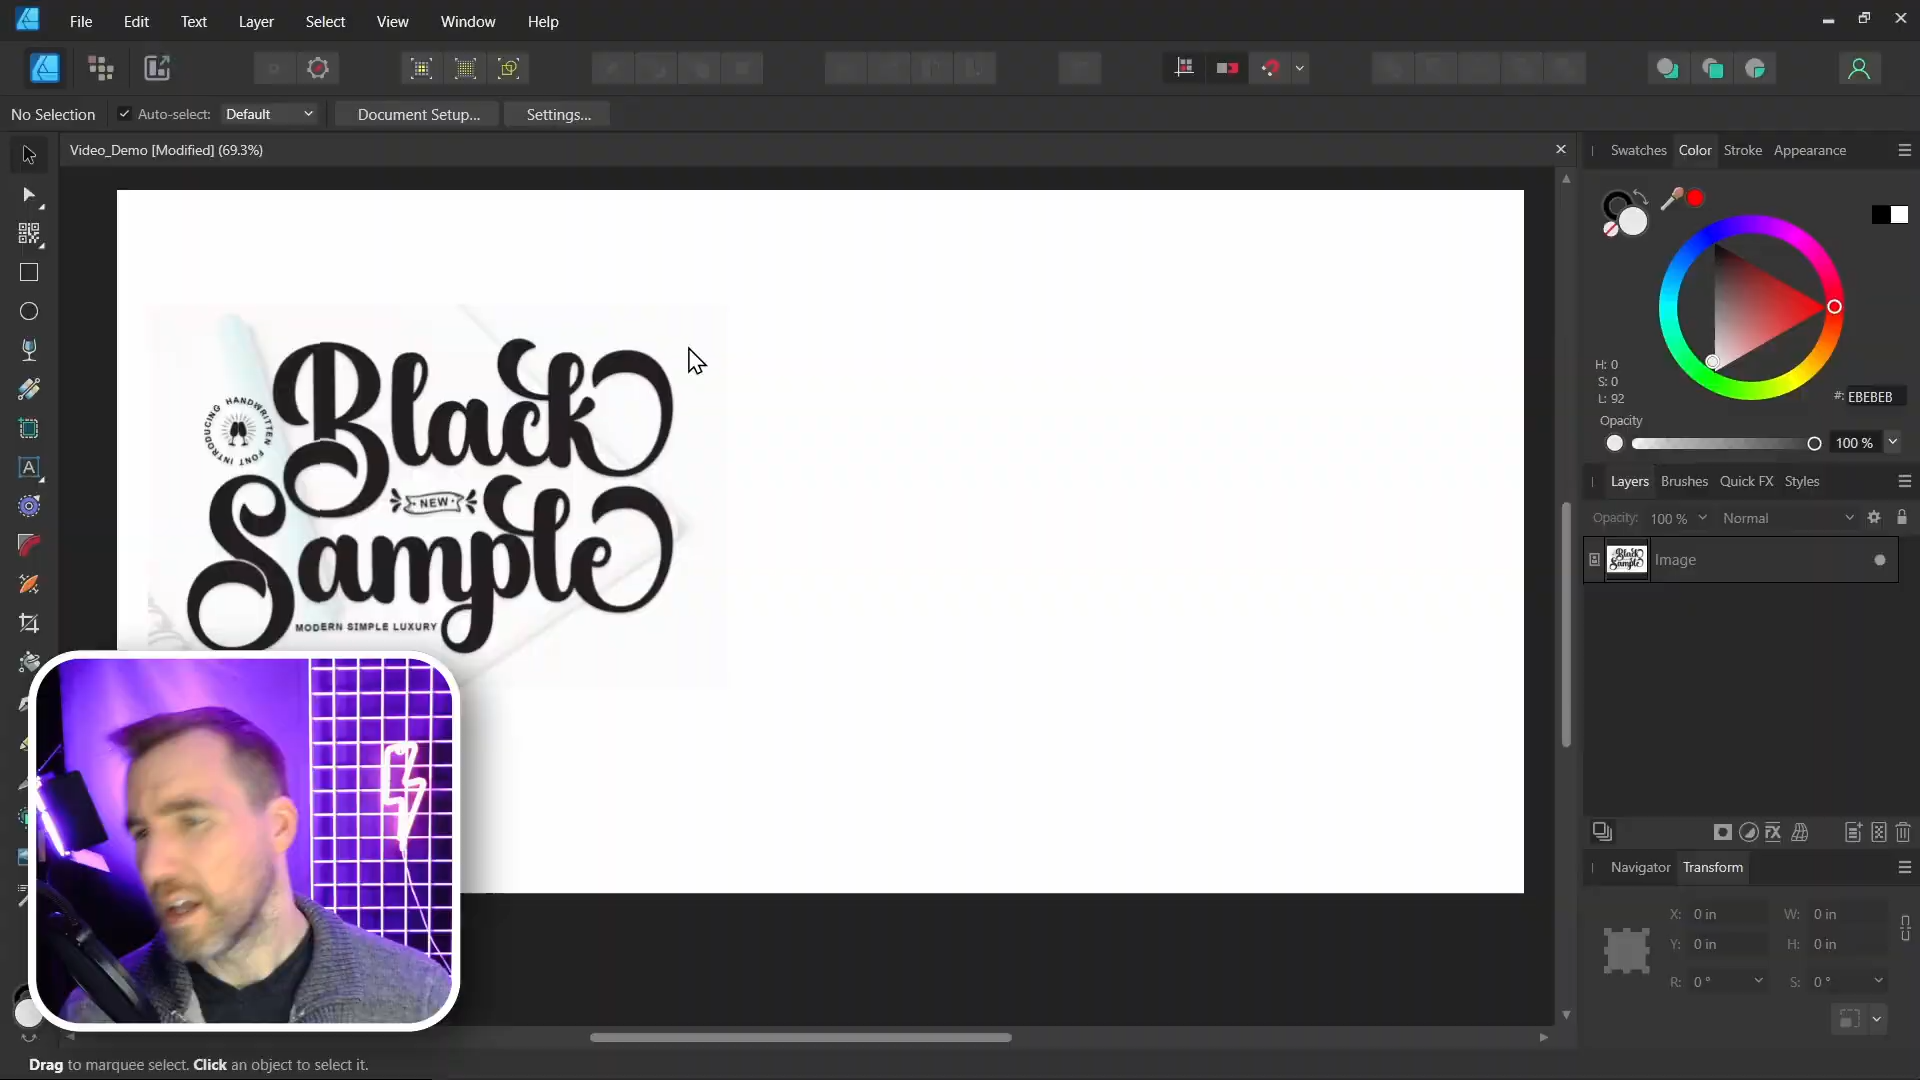 File Edit Text Layer Select View Window Help
No Selection Auto-select: Default Document Setup... Settings...
Video_Demo [Modified] (69.3%)
Swatches Color Stroke Appearance
H: 0
S: 0
L: 92
#: EBEBEB
Opacity
100 %
Layers Brushes Quick FX Styles
Opacity: 100 % Normal
Image
Navigator Transform
X: 0 in W: 0 in
Y: 0 in H: 0 in
R: 0 ° S: 0 °
Black
INTRODUCING HANDWRITTEN FONT
NEW
Sample
MODERN SIMPLE LUXURY
Drag to marquee select. Click an object to select it.